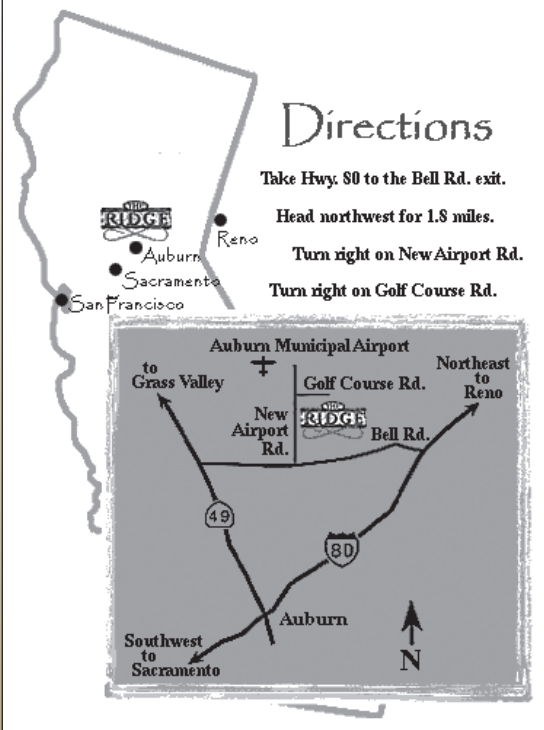 Directions
Take Hwy. 80 to the Bell Rd. exit.
Head northwest for 1.8 miles.
Turn right on New Airport Rd.
Turn right on Golf Course Rd.
THE
RIDGE
Reno
Auburn
Sacramento
San Francisco
Auburn Municipal Airport
to
Grass Valley
Northeast
to
Reno
Golf Course Rd.
New
Airport
Rd.
THE
RIDGE
Bell Rd.
49
80
Auburn
Southwest
to
Sacramento
N